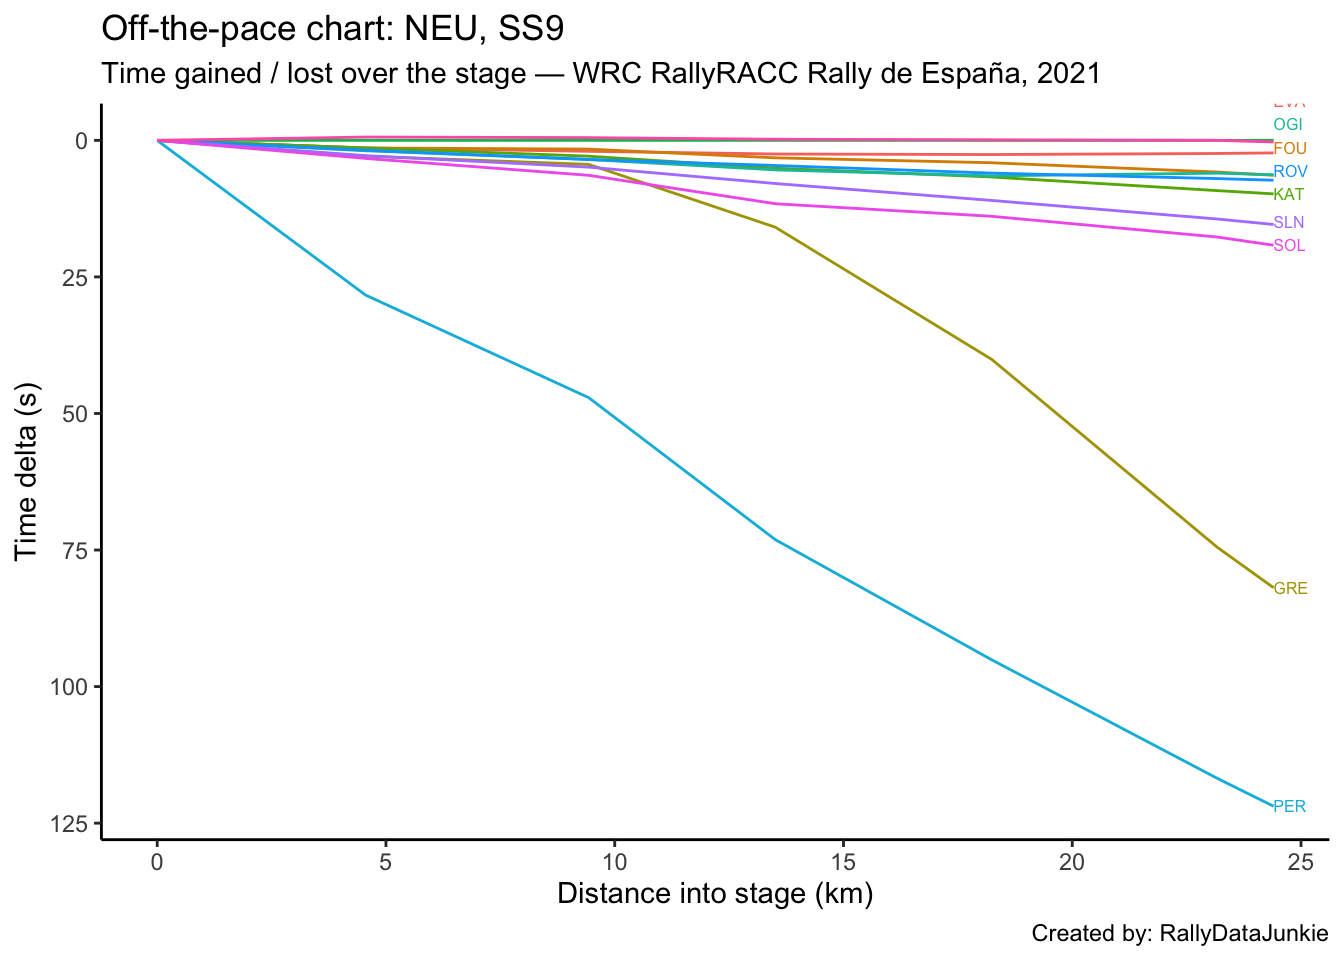 Off-the-pace chart: NEU, SS9
Time gained / lost over the stage — WRC RallyRACC Rally de España, 2021
Time delta (s)
0
25
50
75
100
125
OGI
FOU
ROV
KAT
SLN
SOL
GRE
PER
0 5 10 15 20 25
Distance into stage (km)
Created by: RallyDataJunkie